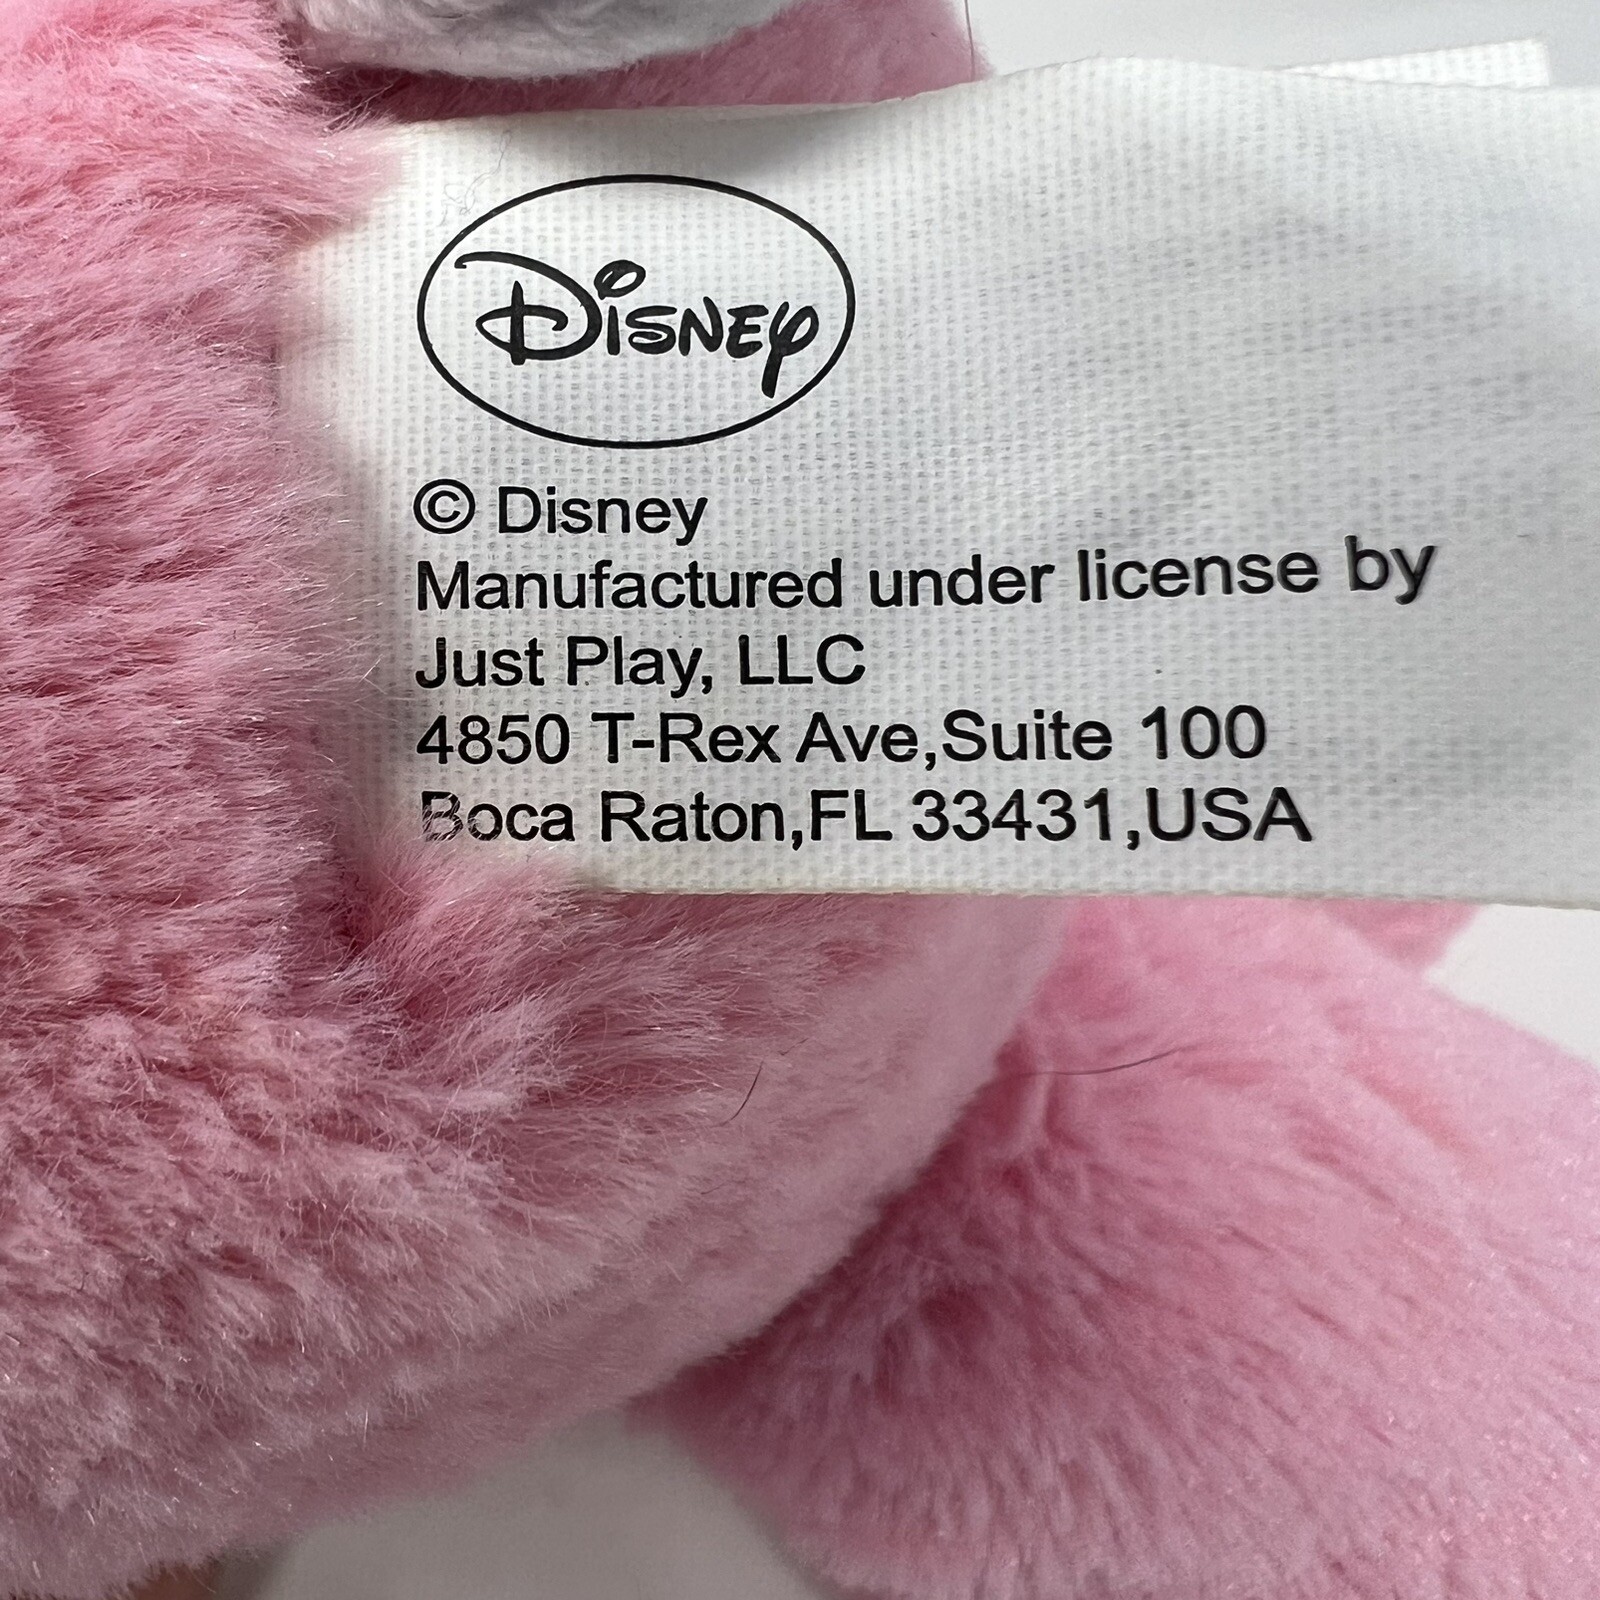 Disney
© Disney
Manufactured under license by
Just Play, LLC
4850 T-Rex Ave,Suite 100
Boca Raton,FL 33431,USA